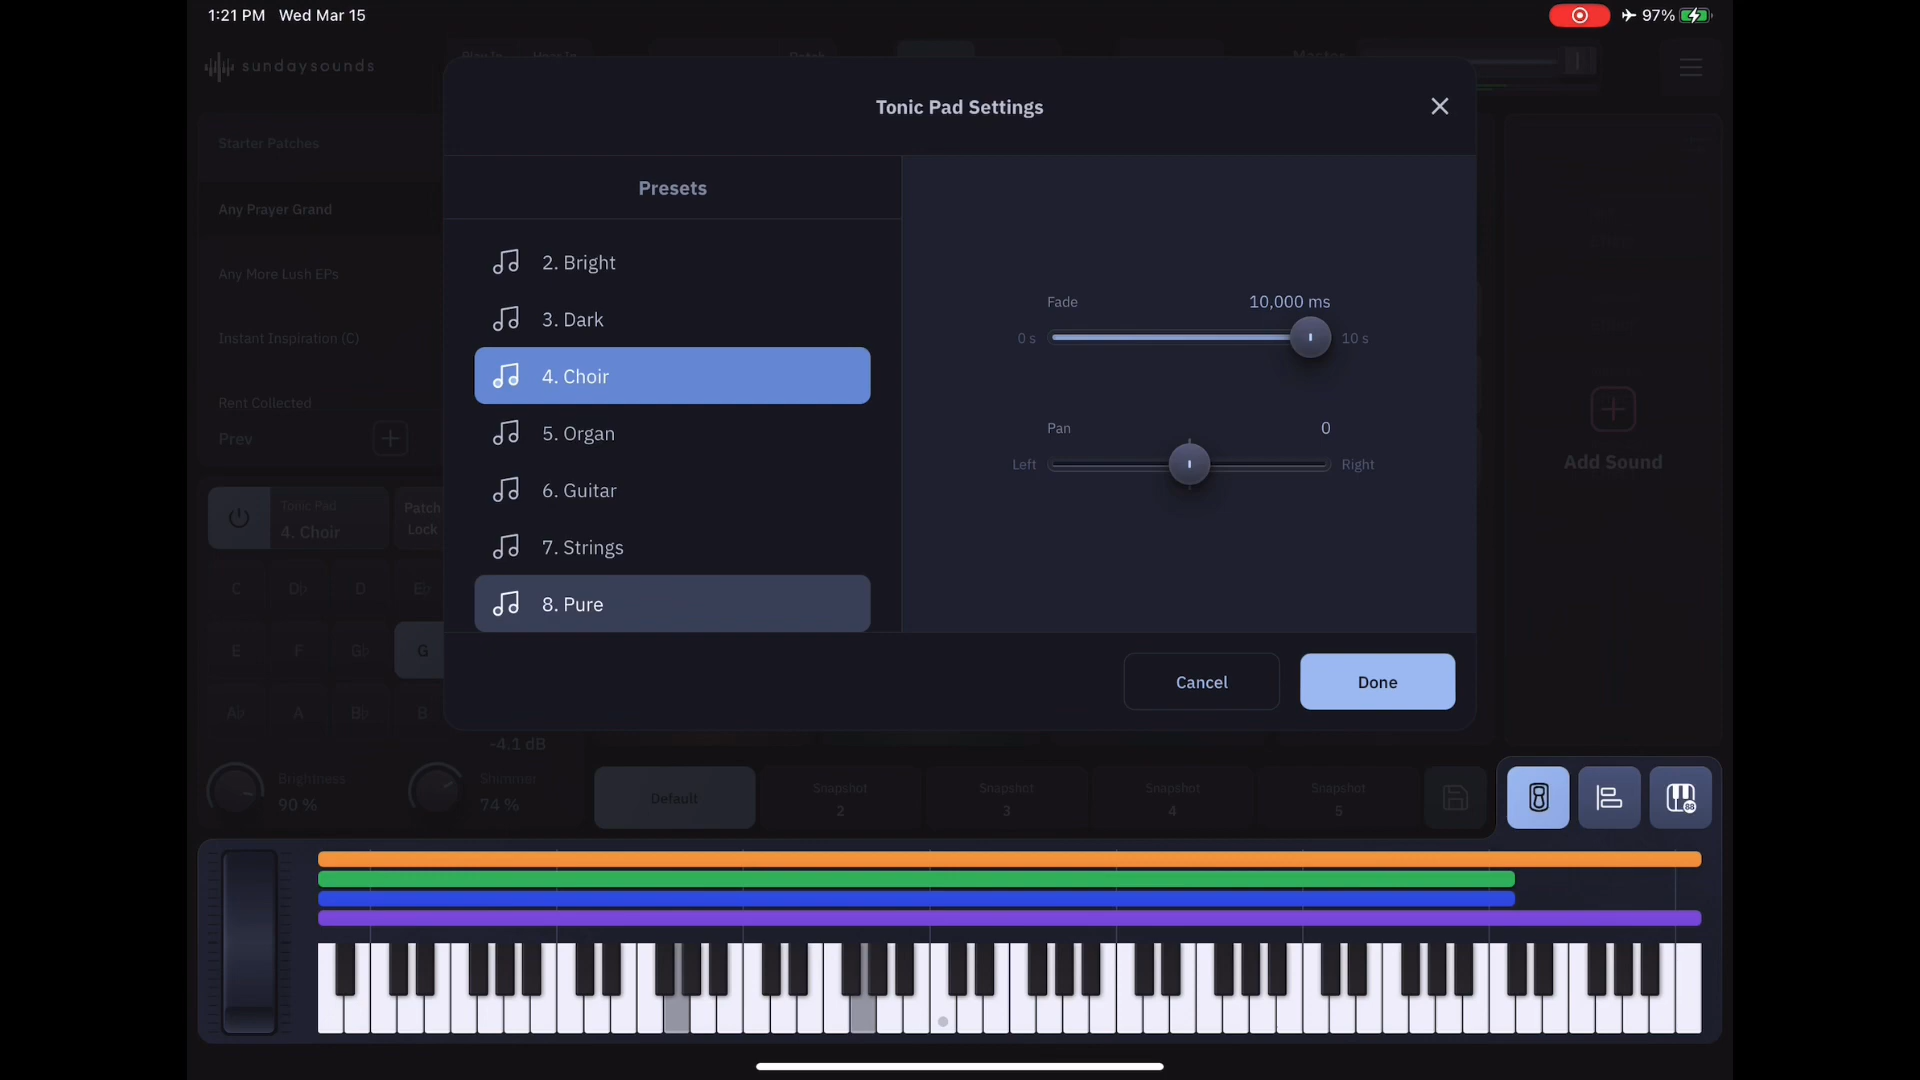 1:21 PM Wed Mar 15
97%
sundaysounds
Patch
Master
Tonic Pad Settings
Starter Patches
Any Prayer Grand
Any More Lush EPs
Instant Inspiration (C)
Rent Collected
Prev
Presets
2. Bright
3. Dark
4. Choir
5. Organ
6. Guitar
7. Strings
8. Pure
Fade 10,000 ms
0 s 10 s
Pan 0
Left Right
Cancel
Done
Add Sound
Tonic Pad
4. Choir
Patch
Lock
C D♭ D E♭
E F G♭ G
A♭ A B♭ B
-4.1 dB
Brightness
90 %
Shimmer
74 %
Default
Snapshot
2
Snapshot
3
Snapshot
4
Snapshot
5
88